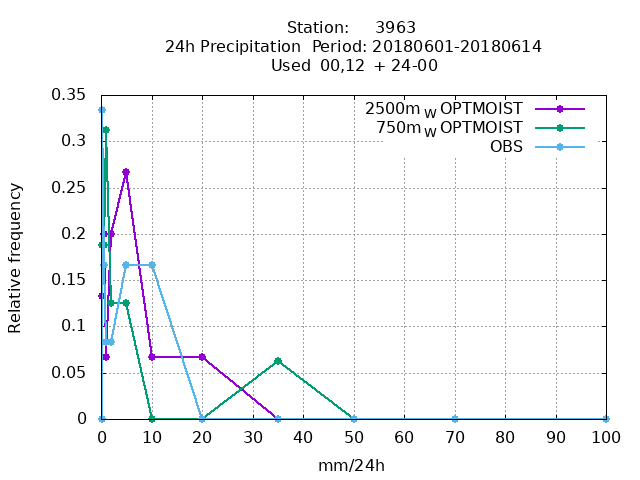 Station: 3963
24h Precipitation Period: 20180601-20180614
Used 00,12 + 24-00
0.35
0.3
0.25
0.2
0.15
0.1
0.05
0
Relative frequency
2500m W OPTMOIST
750m W OPTMOIST
OBS
0 10 20 30 40 50 60 70 80 90 100
mm/24h